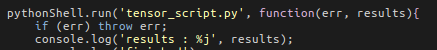 pythonShell.run('tensor_script.py', function(err, results){
if (err) throw err;
console.log('results : %j', results);